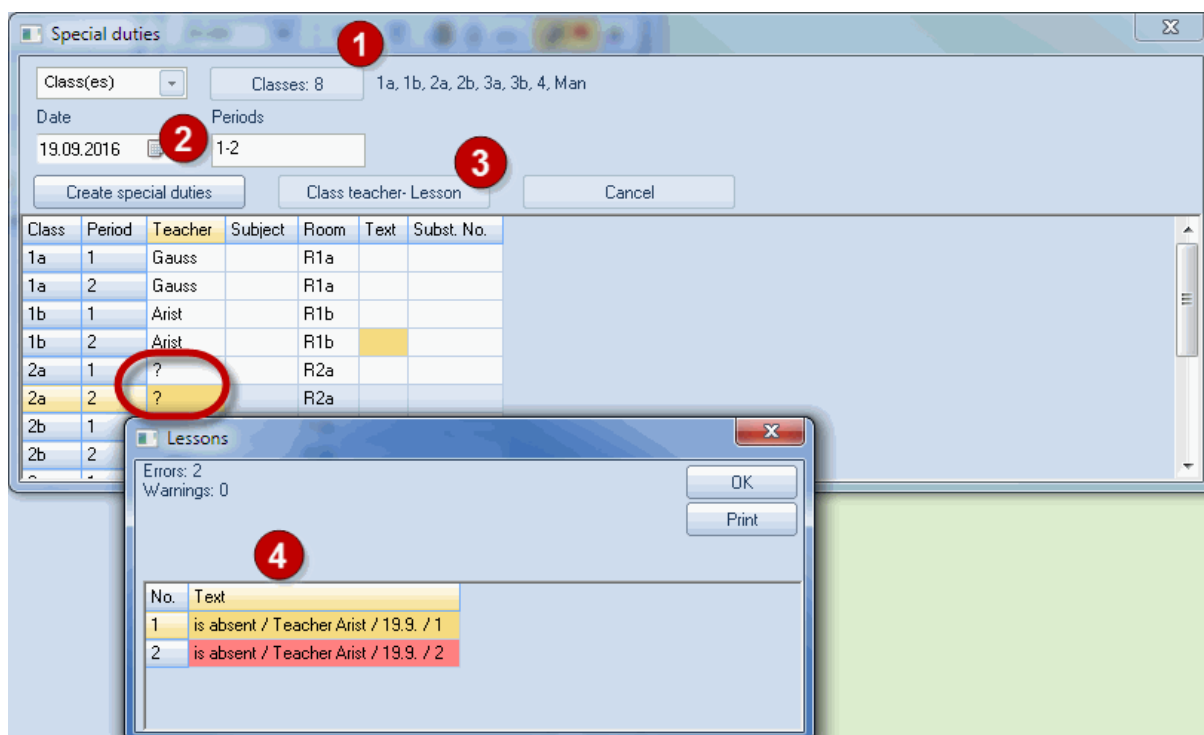 Special duties
1
Class(es) Classes: 8 1a, 1b, 2a, 2b, 3a, 3b, 4, Man
Date Periods
2
19.09.2016 1-2
3
Create special duties Class teacher- Lesson Cancel
Class Period Teacher Subject Room Text Subst. No.
1a 1 Gauss R1a
1a 2 Gauss R1a
1b 1 Arist R1b
1b 2 Arist R1b
2a 1 ? R2a
2a 2 ? R2a
2b 1
2b 2
Lessons
Errors: 2
Warnings: 0
OK
Print
4
No. Text
1 is absent / Teacher Arist / 19.9. / 1
2 is absent / Teacher Arist / 19.9. / 2